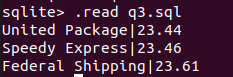 sqlite> .read q3.sql
United Package|23.44
Speedy Express|23.46
Federal Shipping|23.61